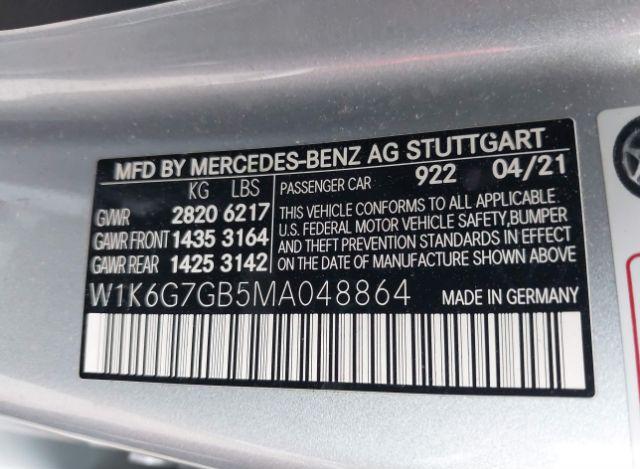 MFD BY MERCEDES-BENZ AG STUTTGART
KG LBS PASSENGER CAR 922 04/21
GVWR 2820 6217
GAWR FRONT 1435 3164
GAWR REAR 1425 3142
THIS VEHICLE CONFORMS TO ALL APPLICABLE
U.S. FEDERAL MOTOR VEHICLE SAFETY,BUMPER
AND THEFT PREVENTION STANDARDS IN EFFECT
ON DATE OF MANUFACTURE SHOWN ABOVE
W1K6G7GB5MA048864 MADE IN GERMANY